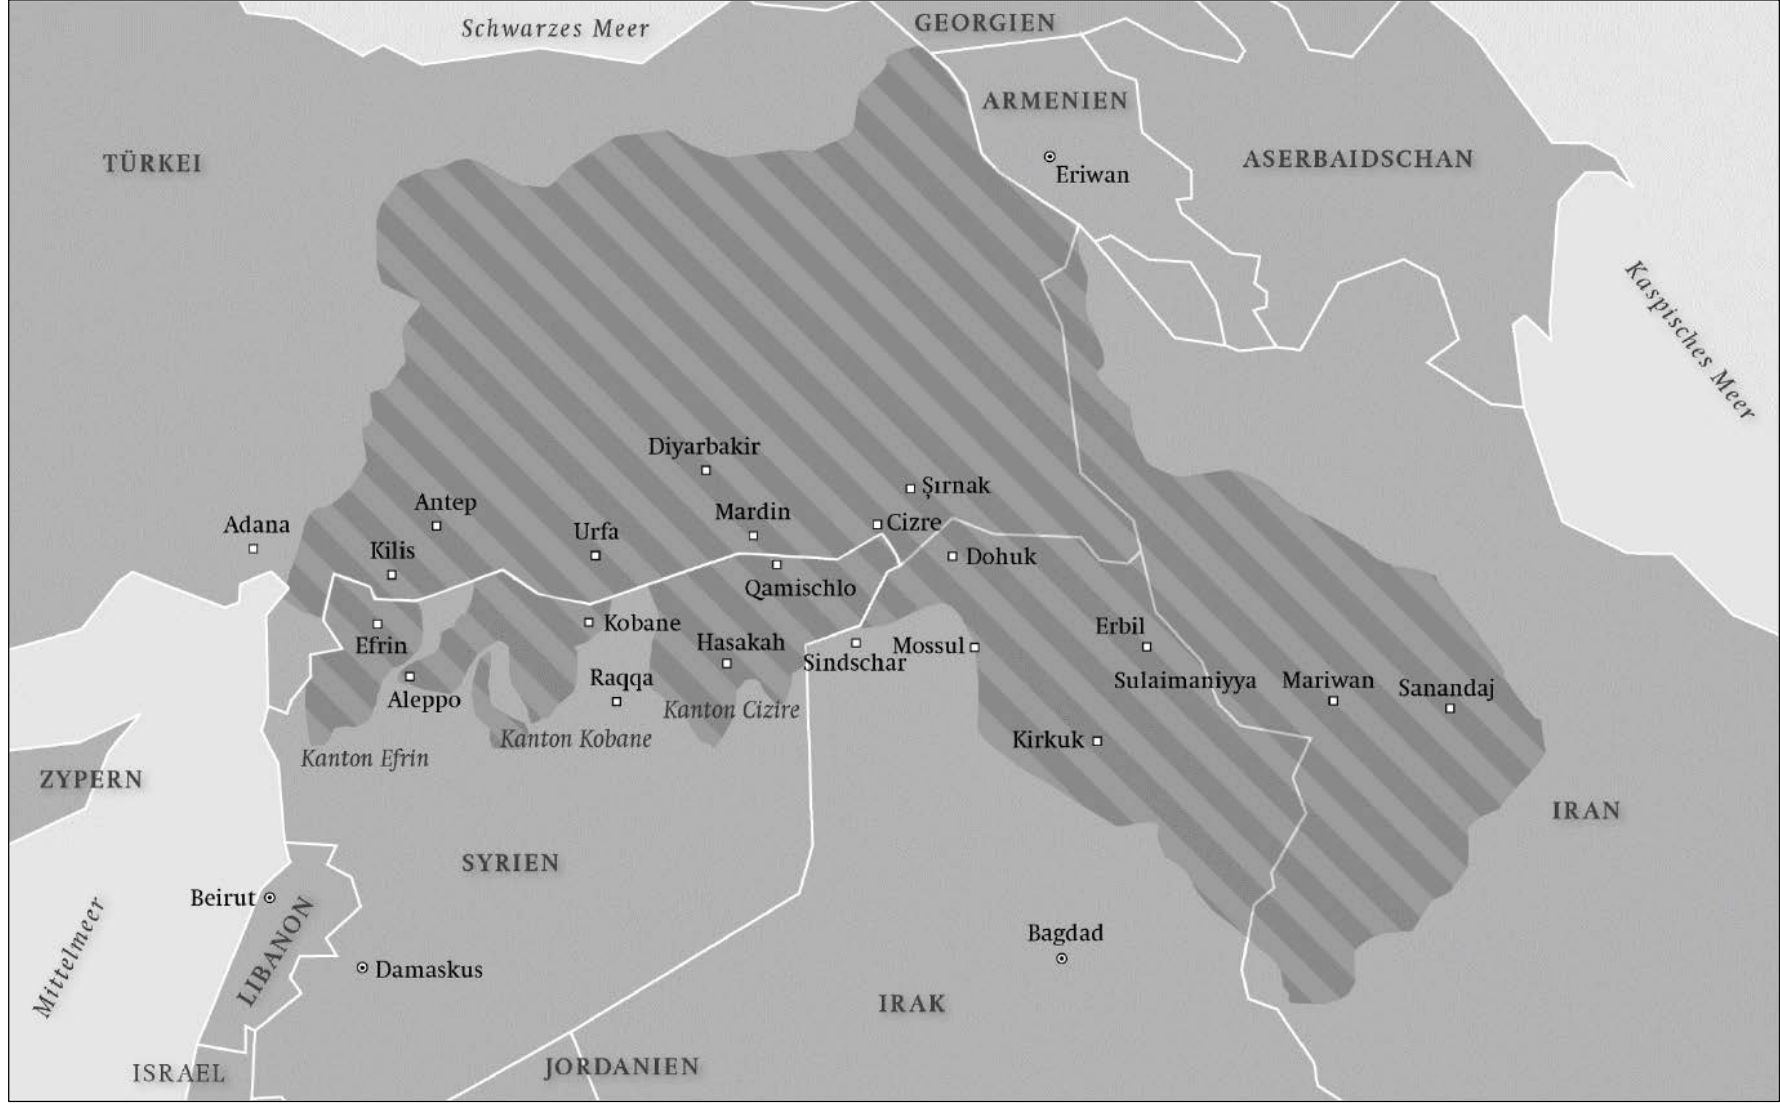 Schwarzes Meer
GEORGIEN
ARMENIEN
TÜRKEI
ASERBAIDSCHAN
Eriwan
Kaspisches Meer
Diyarbakir
Şırnak
Antep
Mardin
Adana
Urfa
Cizre
Kilis
Dohuk
Qamischlo
Kobane
Erbil
Efrin
Hasakah
Mossul
Sindschar
Raqqa
Sulaimaniyya
Mariwan
Sanandaj
Aleppo
Kanton Cizire
Kanton Kobane
Kirkuk
Kanton Efrin
ZYPERN
IRAN
SYRIEN
Beirut
LIBANON
Mittelmeer
Bagdad
Damaskus
IRAK
JORDANIEN
ISRAEL